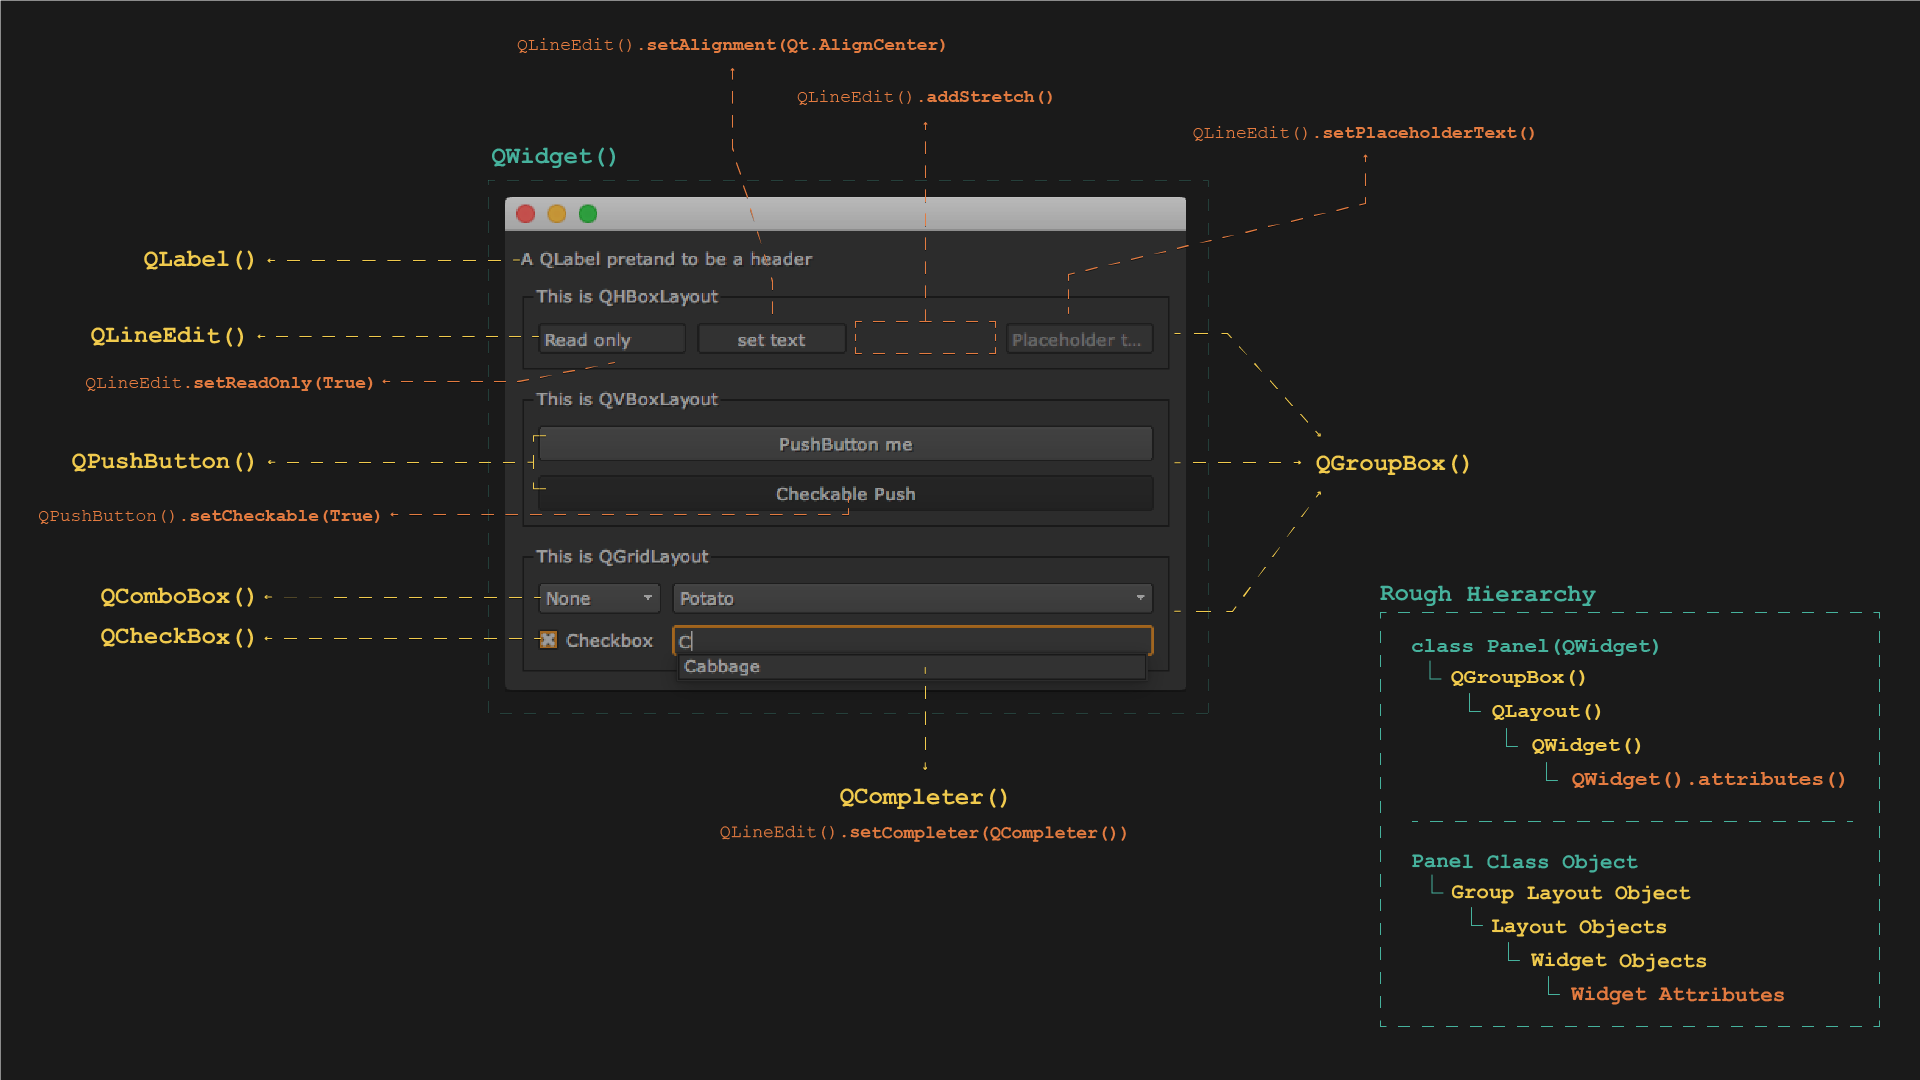 QLineEdit().setAlignment(Qt.AlignCenter)
QLineEdit().addStretch()
QLineEdit().setPlaceholderText()
QWidget()
QLabel()
A QLabel pretand to be a header
This is QHBoxLayout
QLineEdit()
Read only
set text
Placeholder t...
QLineEdit.setReadOnly(True)
This is QVBoxLayout
PushButton me
QPushButton()
QGroupBox()
Checkable Push
QPushButton().setCheckable(True)
This is QGridLayout
QComboBox()
None
Potato
QCheckBox()
Checkbox
C
Cabbage
QCompleter()
QLineEdit().setCompleter(QCompleter())
Rough Hierarchy
class Panel(QWidget)
QGroupBox()
QLayout()
QWidget()
QWidget().attributes()
Panel Class Object
Group Layout Object
Layout Objects
Widget Objects
Widget Attributes